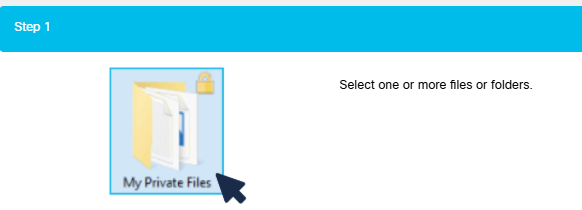 Step 1
Select one or more files or folders.
My Private Files